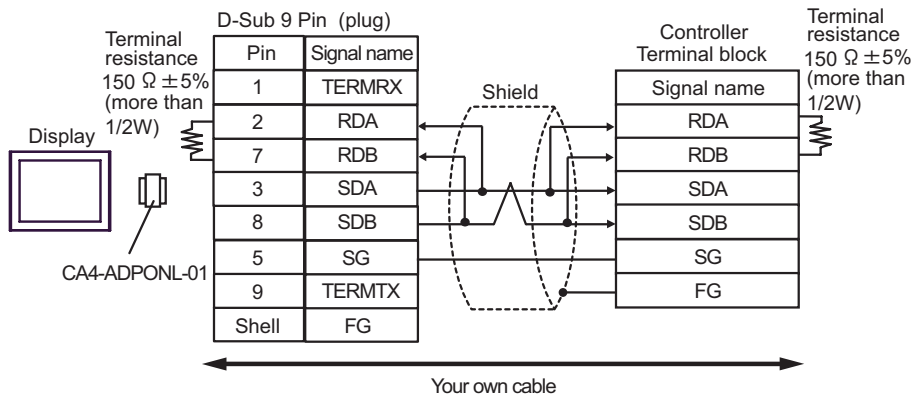 D-Sub 9 Pin (plug)
Terminal
resistance
150 Ω ±5%
(more than
1/2W)
Display
CA4-ADPONL-01
Pin Signal name
1 TERMRX
2 RDA
7 RDB
3 SDA
8 SDB
5 SG
9 TERMTX
Shell FG
Shield
Controller
Terminal block
Signal name
RDA
RDB
SDA
SDB
SG
FG
Terminal
resistance
150 Ω ±5%
(more than
1/2W)
Your own cable